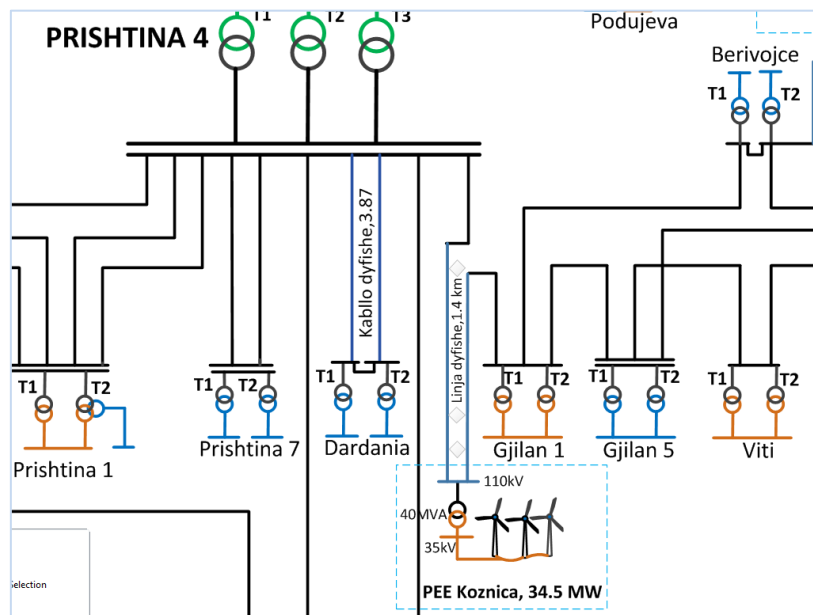 T1
T2
T3
Podujeva
PRISHTINA 4
Berivojce
T1
T2
Kabllo dyfishe,3.87
Linja dyfishe,1.4 km
T1
T2
T1
T2
T1
T2
T1
T2
T1
T2
T1
T2
Prishtina 1
Prishtina 7
Dardania
Gjilan 1
Gjilan 5
Viti
110kV
40MVA
35kV
PEE Koznica, 34.5 MW
Selection